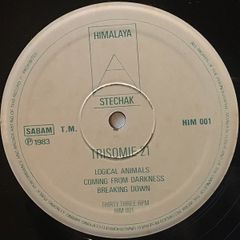 HIMALAYA
A
STECHAK
SABAM
T.M.
HIM 001
℗ 1983
TRISOMIE 21
LOGICAL ANIMALS
COMING FROM DARKNESS
BREAKING DOWN
THIRTY THREE RPM
HIM 001